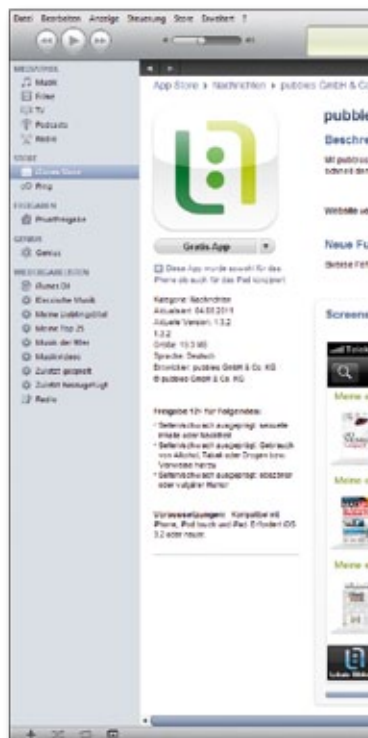 Datei Bearbeiten Anzeige Steuerung Store Erweitert ?
MEDIATHEK
Musik
Filme
TV
Podcasts
Radio
STORE
iTunes Store
Ping
FREIGABEN
Privatfreigabe
GENIUS
Genius
WIEDERGABELISTEN
iTunes DJ
Klassische Musik
Meine Lieblingstitel
Meine Top 25
Musik der 90er
Musikvideos
Zuletzt gespielt
Zuletzt hinzugefügt
Radio
App Store > Nachrichten > pubbles GmbH & Co
Gratis-App
Diese App wurde sowohl für das
iPhone als auch für das iPad konzipiert
Kategorie: Nachrichten
Aktualisiert 04.05.2011
Aktuelle Version: 1.3.2
1.3.2
Sprache: Deutsch
Entwickler: pubbles GmbH & Co. KG
© pubbles GmbH & Co. KG
Freigabe 12+ für Folgendes:
Selten/schwach ausgeprägt: sexuelle
Inhalte oder Nacktheit
Selten/schwach ausgeprägt: Gebrauch
von Alkohol, Tabak oder Drogen bzw.
Verweise hierzu
Selten/schwach ausgeprägt: obszöner
oder vulgärer Humor
Voraussetzungen: Kompatibel mit
iPhone, iPod touch und iPad. Erfordert iOS
3.2 oder neuer.
pubble
Beschre
Mit pubbles
schnell der
Website vo
Neue Fu
Screens
Telek
Meine
Meine
Meine